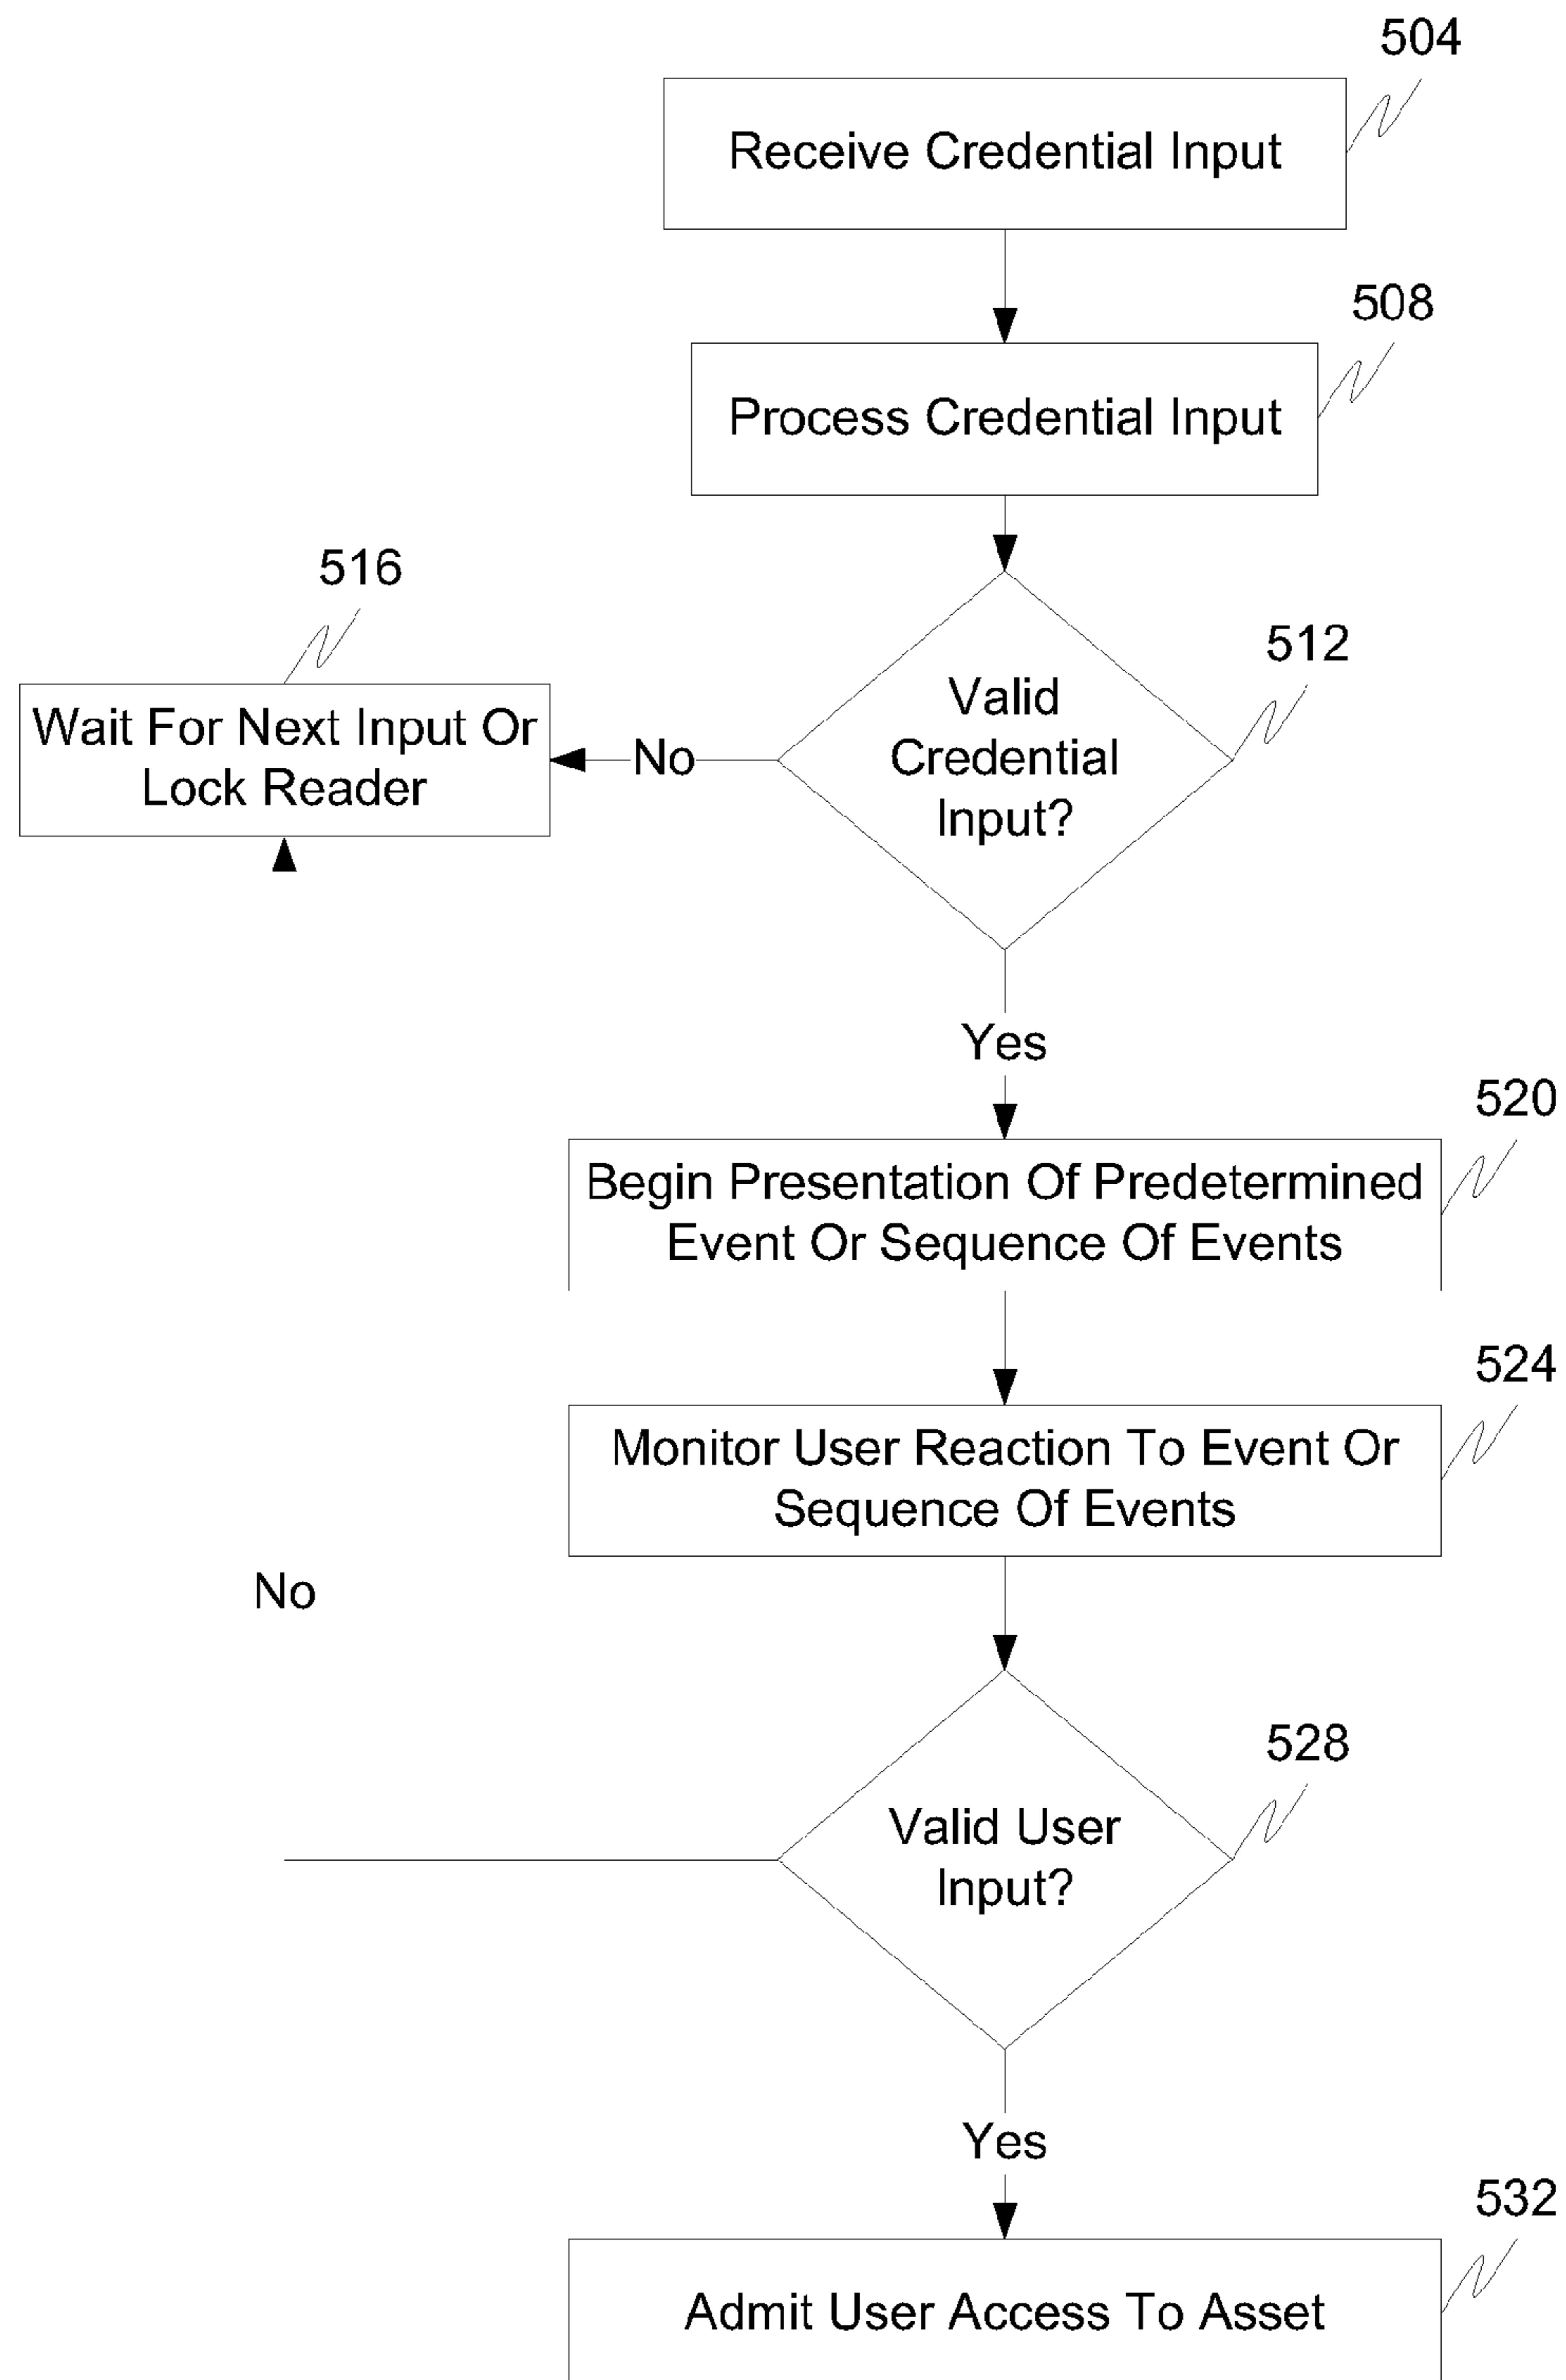 504
Receive Credential Input
508
Process Credential Input
516
Wait For Next Input Or
Lock Reader
512
Valid
Credential
Input?
No
Yes
520
Begin Presentation Of Predetermined
Event Or Sequence Of Events
524
Monitor User Reaction To Event Or
Sequence Of Events
No
528
Valid User
Input?
Yes
532
Admit User Access To Asset